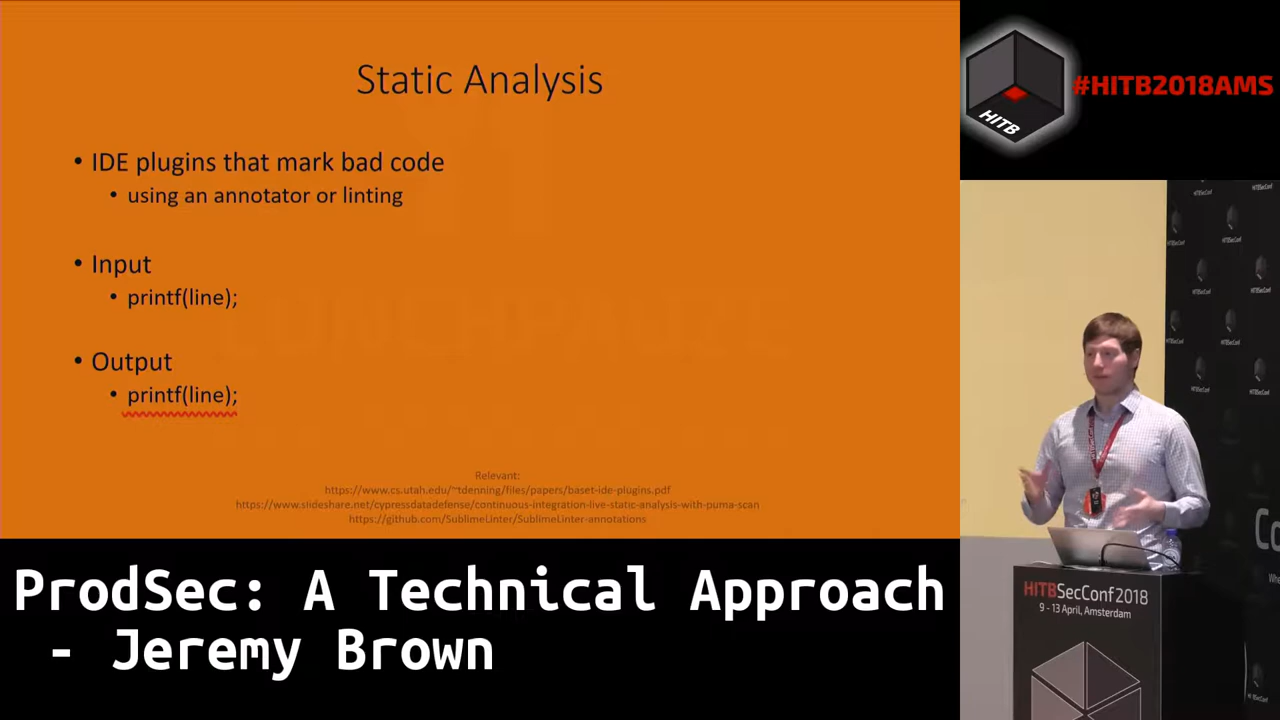 Static Analysis
• IDE plugins that mark bad code
• using an annotator or linting
• Input
• printf(line);
• Output
• printf(line);
Relevant:
https://www.cs.utah.edu/~tdenning/files/papers/baset-ide-plugins.pdf
https://www.slideshare.net/cypressdatadefense/continuous-integration-live-static-analysis-with-puma-scan
https://github.com/SublimeLinter/SublimeLinter-annotations
ProdSec: A Technical Approach
- Jeremy Brown
HITB
#HITB2018AMS
HITBSecConf2018
9 - 13 April, Amsterdam